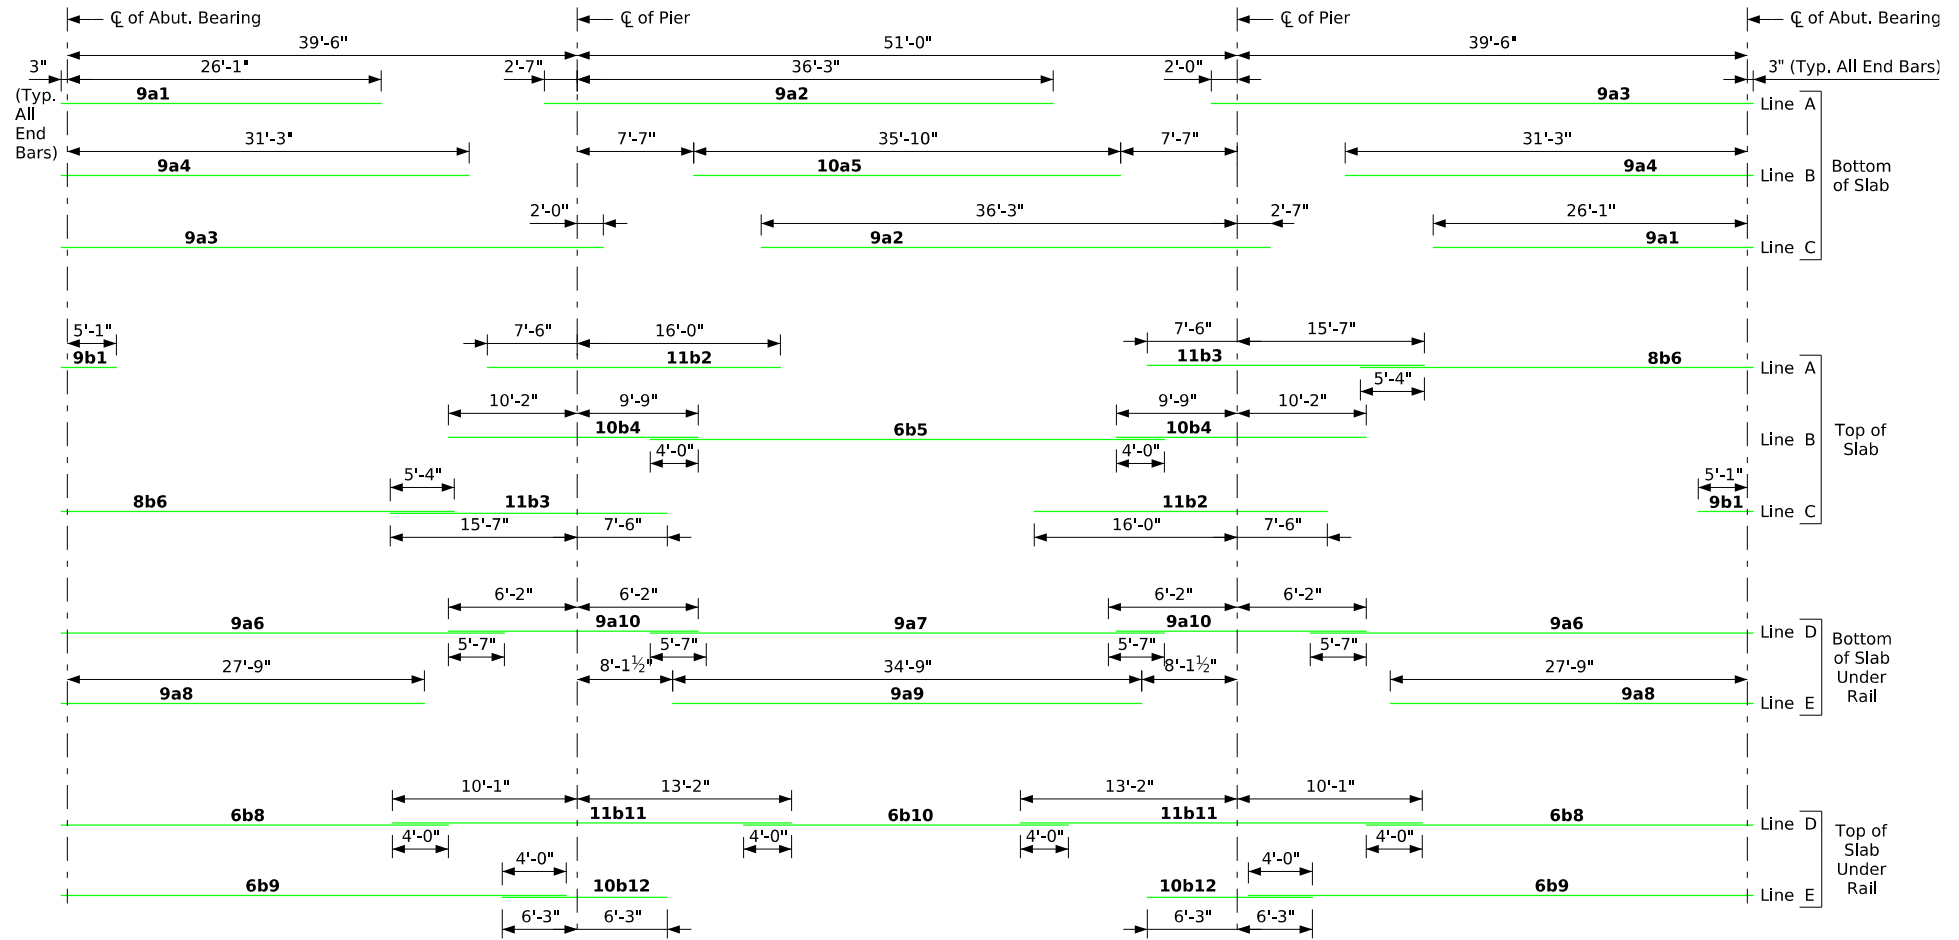 ℄ of Abut. Bearing
℄ of Pier
℄ of Pier
℄ of Abut. Bearing
39'-6"
51'-0"
39'-6"
3"
26'-1"
2'-7"
36'-3"
2'-0"
3" (Typ. All End Bars)
(Typ.
All
End
Bars)
9a1
9a2
9a3
Line A
31'-3"
7'-7"
35'-10"
7'-7"
31'-3"
9a4
10a5
9a4
Line B
Bottom
of Slab
2'-0"
36'-3"
2'-7"
26'-1"
9a3
9a2
9a1
Line C
5'-1"
7'-6"
16'-0"
7'-6"
15'-7"
9b1
11b2
11b3
8b6
Line A
5'-4"
10'-2"
9'-9"
9'-9"
10'-2"
10b4
6b5
10b4
Line B
Top of
Slab
4'-0"
4'-0"
5'-4"
5'-1"
8b6
11b3
11b2
9b1
Line C
15'-7"
7'-6"
16'-0"
7'-6"
6'-2"
6'-2"
6'-2"
6'-2"
9a6
9a10
9a7
9a10
9a6
Line D
5'-7"
5'-7"
5'-7"
5'-7"
Bottom
of Slab
Under
Rail
27'-9"
8'-1½"
34'-9"
8'-1½"
27'-9"
9a8
9a9
9a8
Line E
10'-1"
13'-2"
13'-2"
10'-1"
6b8
11b11
6b10
11b11
6b8
Line D
4'-0"
4'-0"
4'-0"
4'-0"
Top of
Slab
Under
Rail
4'-0"
4'-0"
6b9
10b12
10b12
6b9
Line E
6'-3"
6'-3"
6'-3"
6'-3"